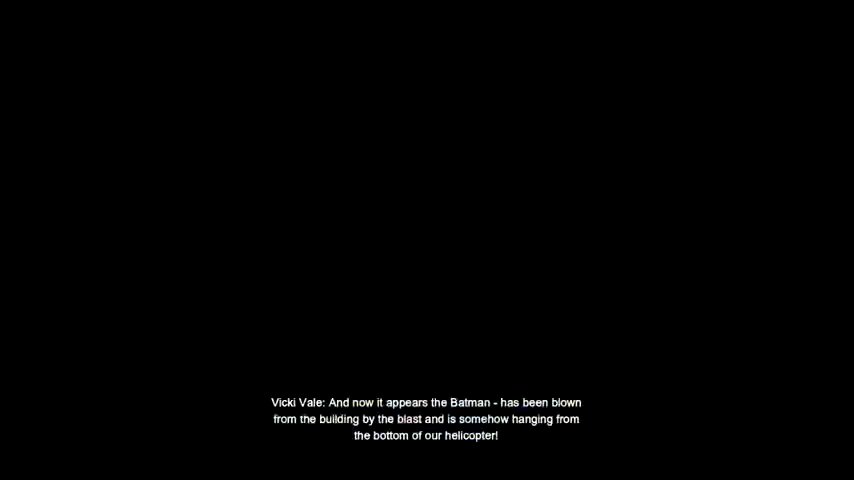 Vicki Vale: And now it appears the Batman - has been blown
from the building by the blast and is somehow hanging from
the bottom of our helicopter!